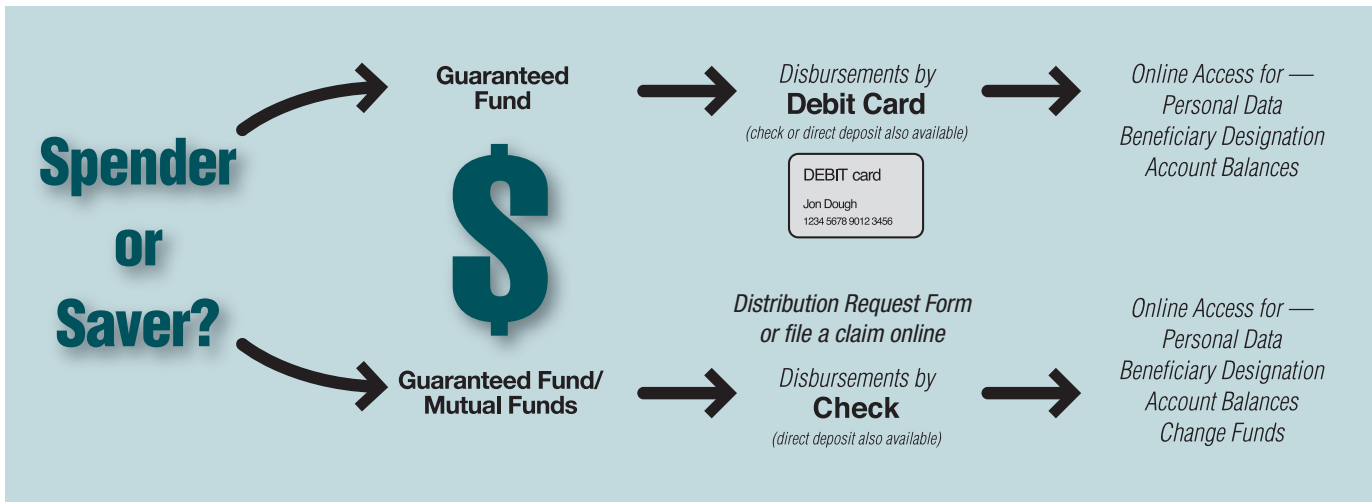 Spender
or
Saver?
Guaranteed
Fund
$
Disbursements by
Debit Card
(check or direct deposit also available)
DEBIT card
Jon Dough
1234 5678 9012 3456
Online Access for —
Personal Data
Beneficiary Designation
Account Balances
Guaranteed Fund/
Mutual Funds
Distribution Request Form
or file a claim online
Disbursements by
Check
(direct deposit also available)
Online Access for —
Personal Data
Beneficiary Designation
Account Balances
Change Funds